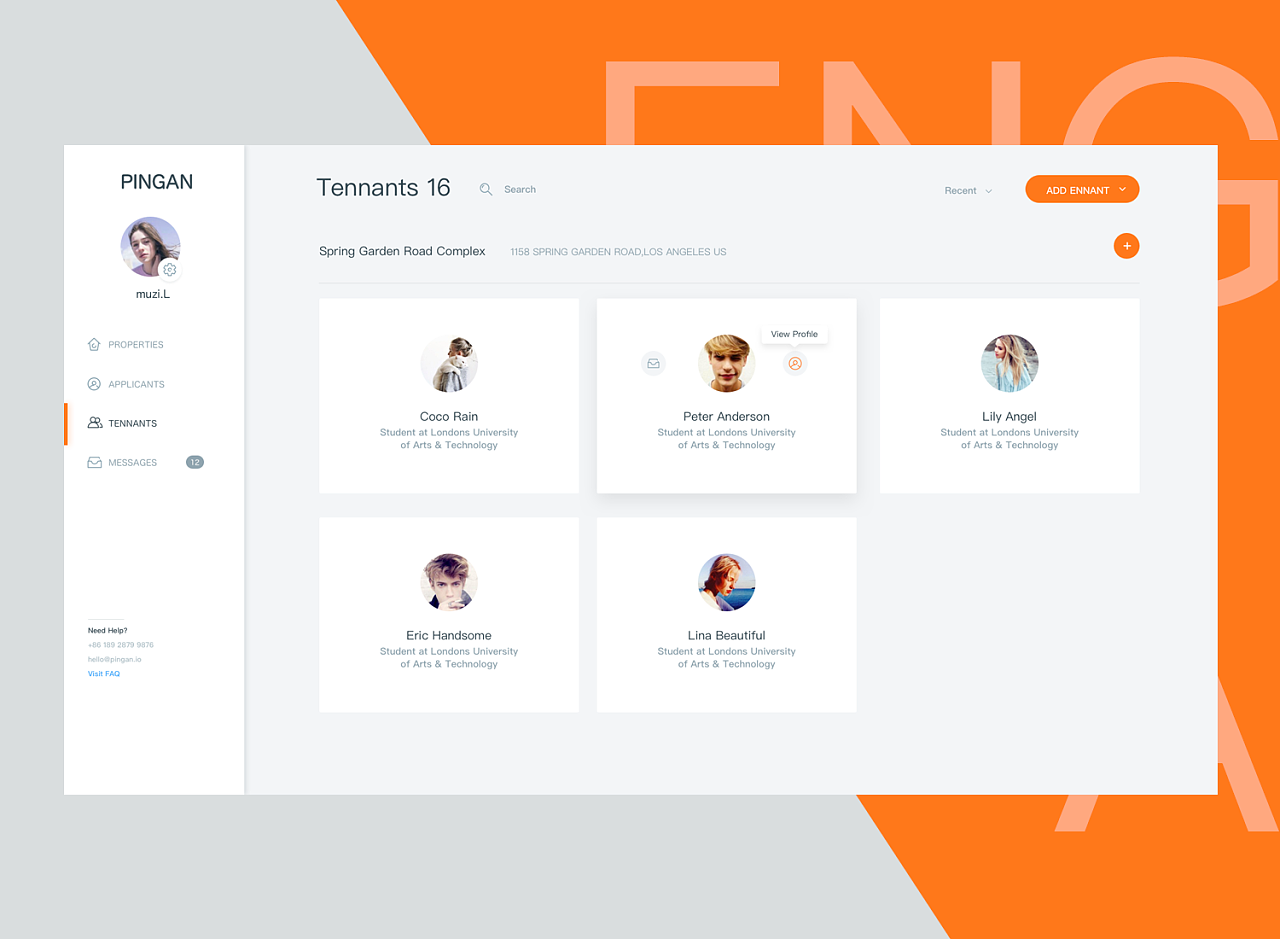 PINGAN
muzi.L
PROPERTIES
APPLICANTS
TENNANTS
MESSAGES 12
Need Help?
+86 189 2879 9876
hello@pingan.io
Visit FAQ
Tennants 16
Search
Recent
ADD ENNANT
Spring Garden Road Complex 1158 SPRING GARDEN ROAD,LOS ANGELES US
Coco Rain
Student at Londons University
of Arts & Technology
View Profile
Peter Anderson
Student at Londons University
of Arts & Technology
Lily Angel
Student at Londons University
of Arts & Technology
Eric Handsome
Student at Londons University
of Arts & Technology
Lina Beautiful
Student at Londons University
of Arts & Technology